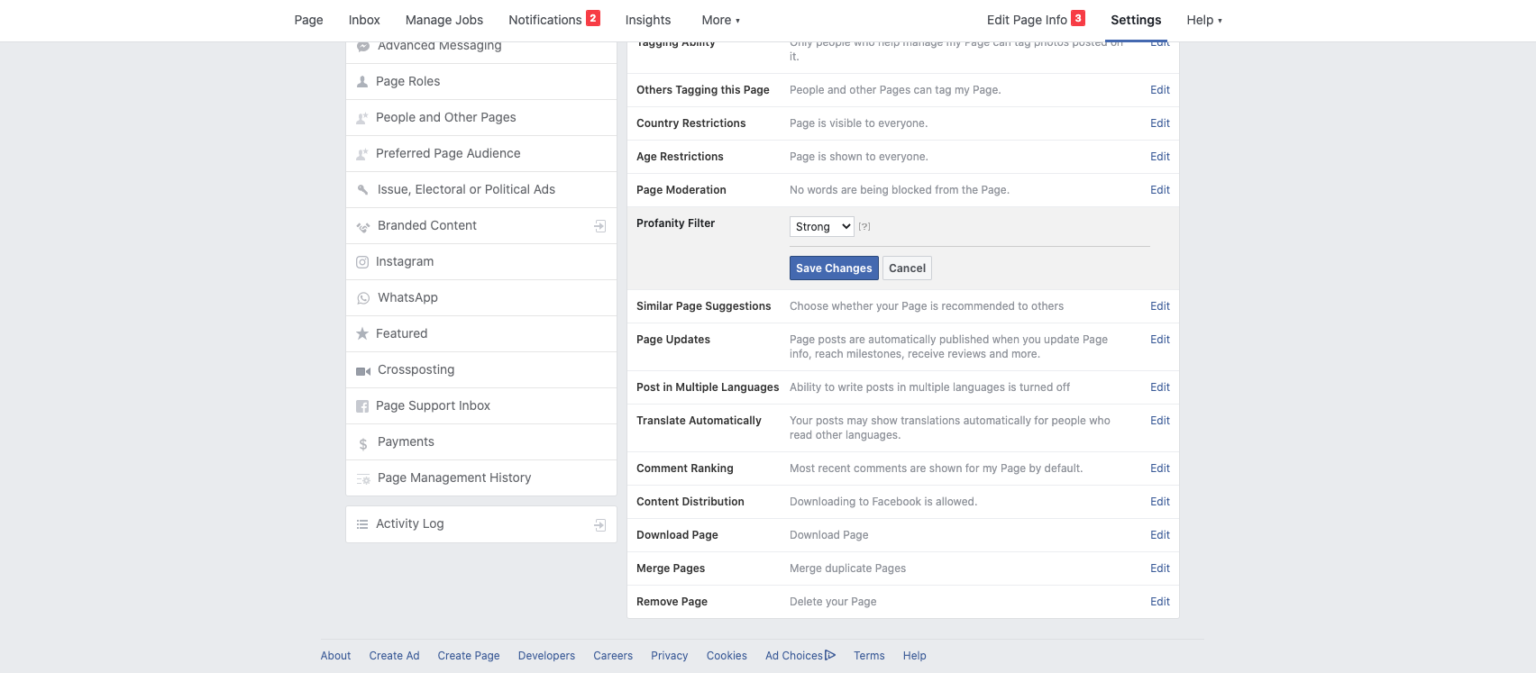 Page Inbox Manage Jobs Notifications 2 Insights More Edit Page Info 3 Settings Help
Advanced Messaging
Page Roles
People and Other Pages
Preferred Page Audience
Issue, Electoral or Political Ads
Branded Content
Instagram
WhatsApp
Featured
Crossposting
Page Support Inbox
$ Payments
Page Management History
Activity Log
Tagging Ability Only people who help manage my Page can tag photos posted on Edit
it.
Others Tagging this Page People and other Pages can tag my Page. Edit
Country Restrictions Page is visible to everyone. Edit
Age Restrictions Page is shown to everyone. Edit
Page Moderation No words are being blocked from the Page. Edit
Profanity Filter Strong [?]
Save Changes Cancel
Similar Page Suggestions Choose whether your Page is recommended to others Edit
Page Updates Page posts are automatically published when you update Page Edit
info, reach milestones, receive reviews and more.
Post in Multiple Languages Ability to write posts in multiple languages is turned off Edit
Translate Automatically Your posts may show translations automatically for people who Edit
read other languages.
Comment Ranking Most recent comments are shown for my Page by default. Edit
Content Distribution Downloading to Facebook is allowed. Edit
Download Page Download Page Edit
Merge Pages Merge duplicate Pages Edit
Remove Page Delete your Page Edit
About Create Ad Create Page Developers Careers Privacy Cookies Ad Choices Terms Help